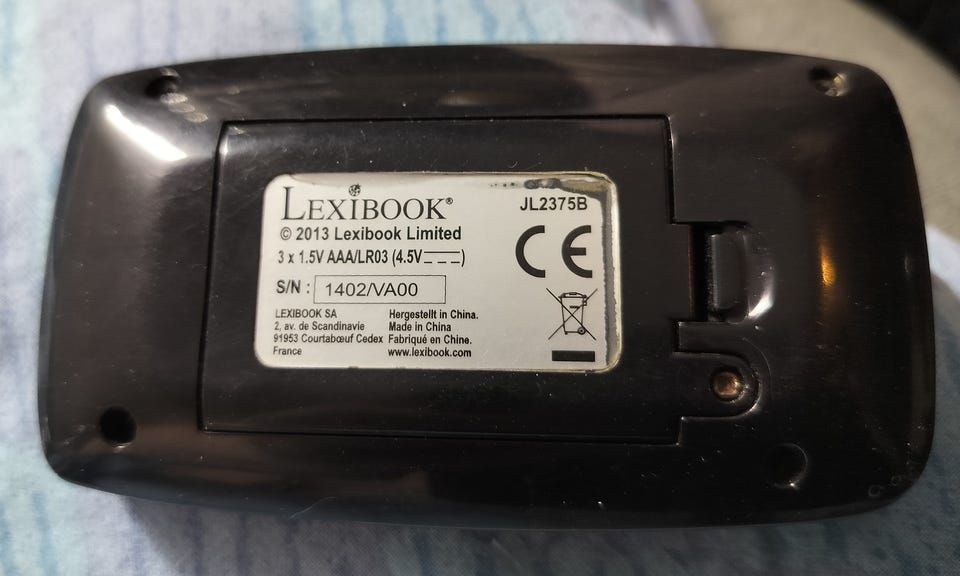 LEXIBOOK®
JL2375B
© 2013 Lexibook Limited
3 x 1.5V AAA/LR03 (4.5V⎓)
CE
S/N : 1402/VA00
LEXIBOOK SA
2, av. de Scandinavie
91953 Courtabœuf Cedex
France
Hergestellt in China.
Made in China
Fabriqué en Chine.
www.lexibook.com